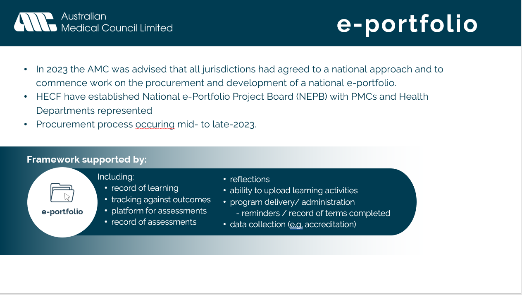 Australian
Medical Council Limited
e-portfolio
• In 2023 the AMC was advised that all jurisdictions had agreed to a national approach and to
commence work on the procurement and development of a national e-portfolio.
• HECF have established National e-Portfolio Project Board (NEPB) with PMCs and Health
Departments represented
• Procurement process occuring mid- to late-2023.
Framework supported by:
e-portfolio
Including:
• record of learning
• tracking against outcomes
• platform for assessments
• record of assessments
• reflections
• ability to upload learning activities
• program delivery/ administration
- reminders / record of terms completed
• data collection (e.g. accreditation)